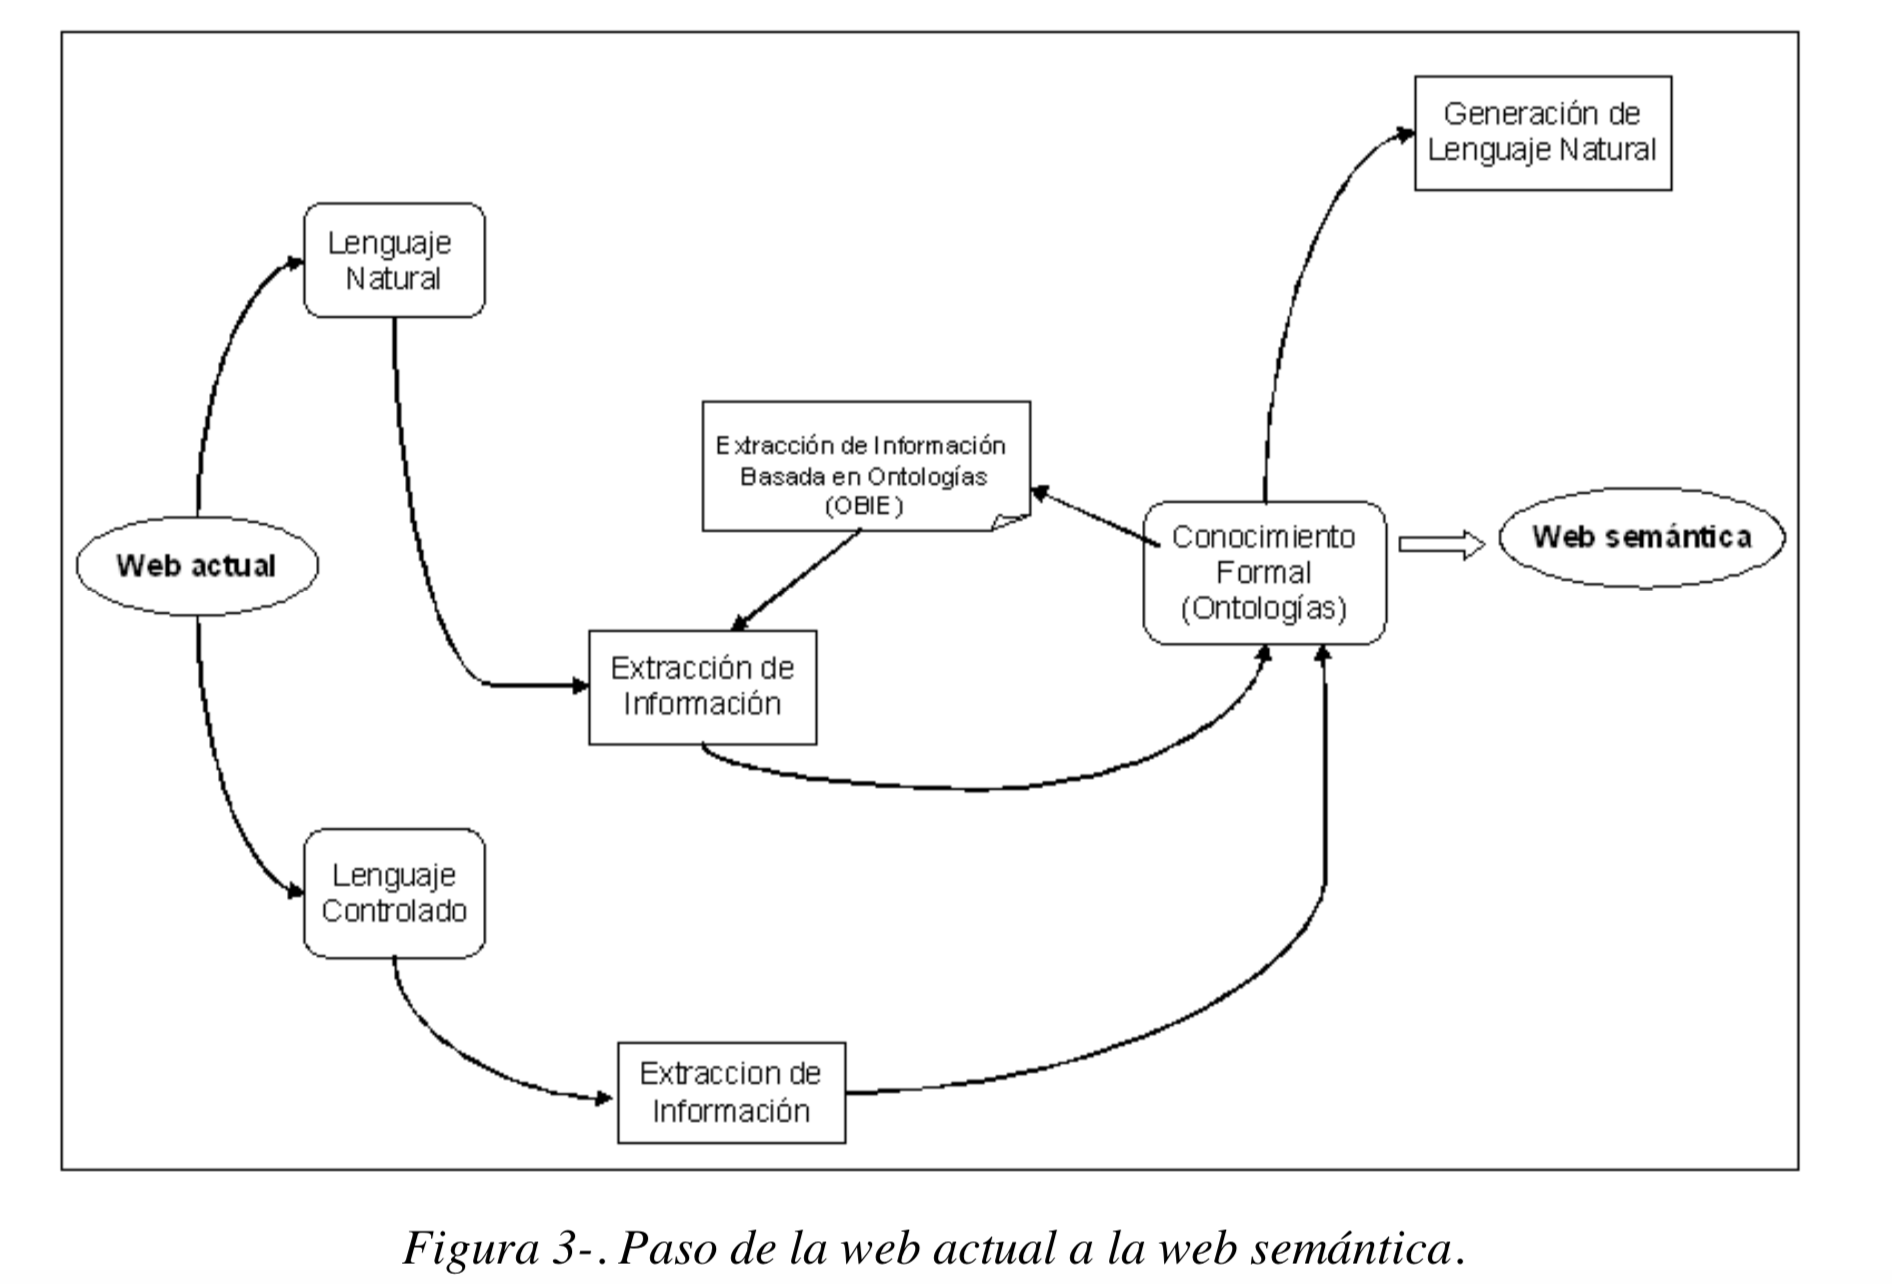 Generación de
Lenguaje Natural
Lenguaje
Natural
Extracción de Información
Basada en Ontologías
(OBIE)
Web actual
Conocimiento
Formal
(Ontologías)
Web semántica
Extracción de
Información
Lenguaje
Controlado
Extraccion de
Información
Figura 3-. Paso de la web actual a la web semántica.